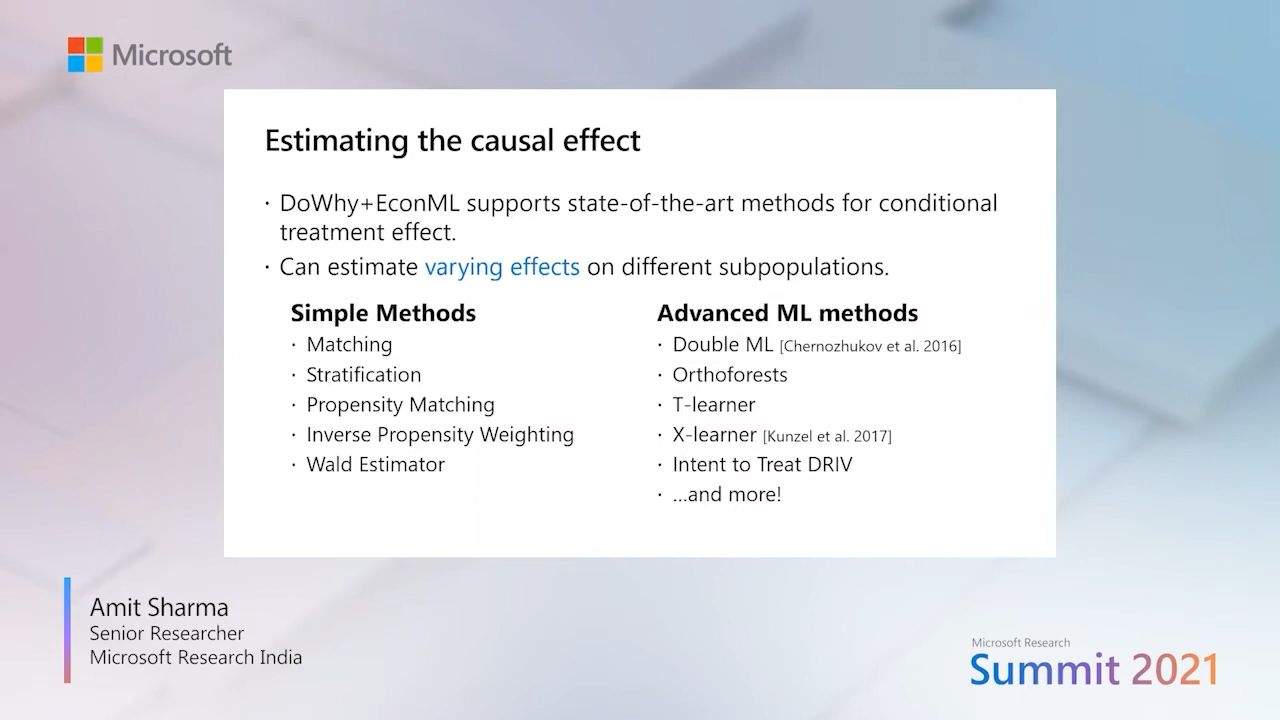 Microsoft
Estimating the causal effect
· DoWhy+EconML supports state-of-the-art methods for conditional
treatment effect.
· Can estimate varying effects on different subpopulations.
Simple Methods
· Matching
· Stratification
· Propensity Matching
· Inverse Propensity Weighting
· Wald Estimator
Advanced ML methods
· Double ML [Chernozhukov et al. 2016]
· Orthoforests
· T-learner
· X-learner [Kunzel et al. 2017]
· Intent to Treat DRIV
· ...and more!
Amit Sharma
Senior Researcher
Microsoft Research India
Microsoft Research
Summit 2021